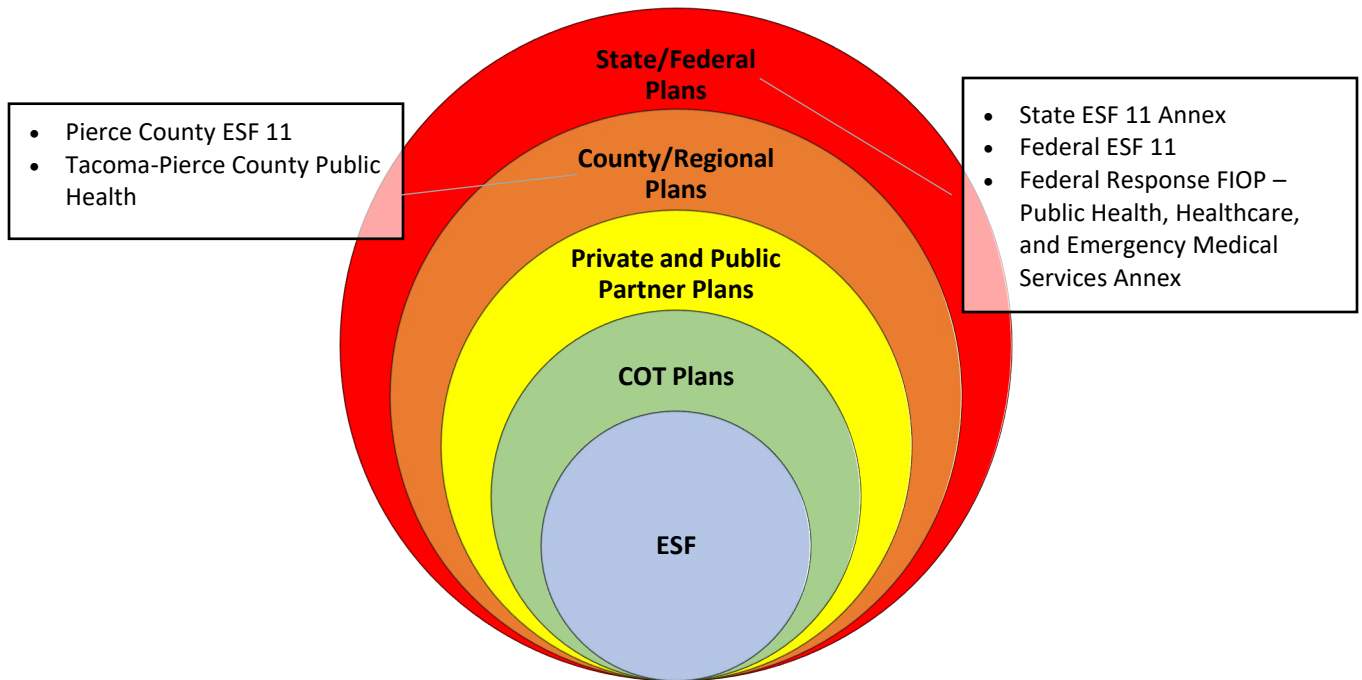 State/Federal
Plans
• Pierce County ESF 11
• Tacoma-Pierce County Public
Health
• State ESF 11 Annex
• Federal ESF 11
• Federal Response FIOP –
Public Health, Healthcare,
and Emergency Medical
Services Annex
County/Regional
Plans
Private and Public
Partner Plans
COT Plans
ESF